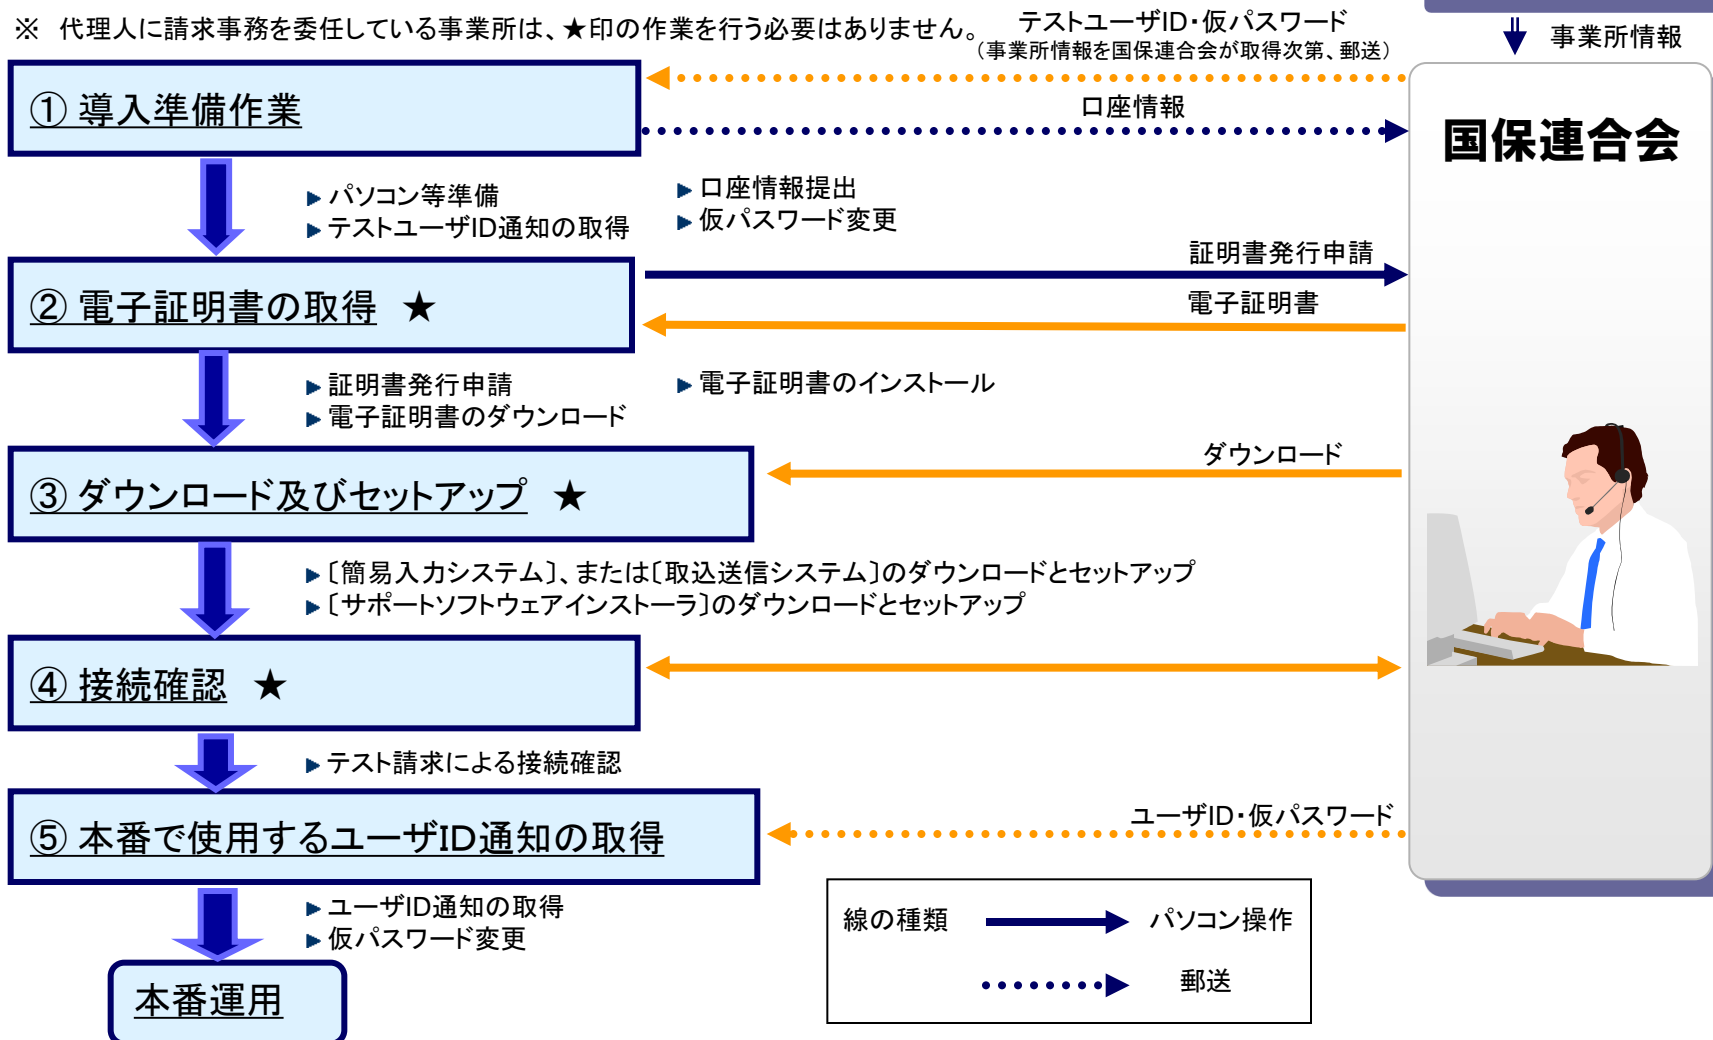 ※ 代理人に請求事務を委任している事業所は、★印の作業を行う必要はありません。
テストユーザID・仮パスワード
（事業所情報を国保連合会が取得次第、郵送）
事業所情報
① 導入準備作業
口座情報
国保連合会
パソコン等準備
テストユーザID通知の取得
口座情報提出
仮パスワード変更
証明書発行申請
② 電子証明書の取得 ★
電子証明書
証明書発行申請
電子証明書のダウンロード
電子証明書のインストール
③ ダウンロード及びセットアップ ★
ダウンロード
〔簡易入力システム〕、または〔取込送信システム〕のダウンロードとセットアップ
〔サポートソフトウェアインストーラ〕のダウンロードとセットアップ
④ 接続確認 ★
テスト請求による接続確認
⑤ 本番で使用するユーザID通知の取得
ユーザID・仮パスワード
ユーザID通知の取得
仮パスワード変更
本番運用
線の種類
パソコン操作
郵送